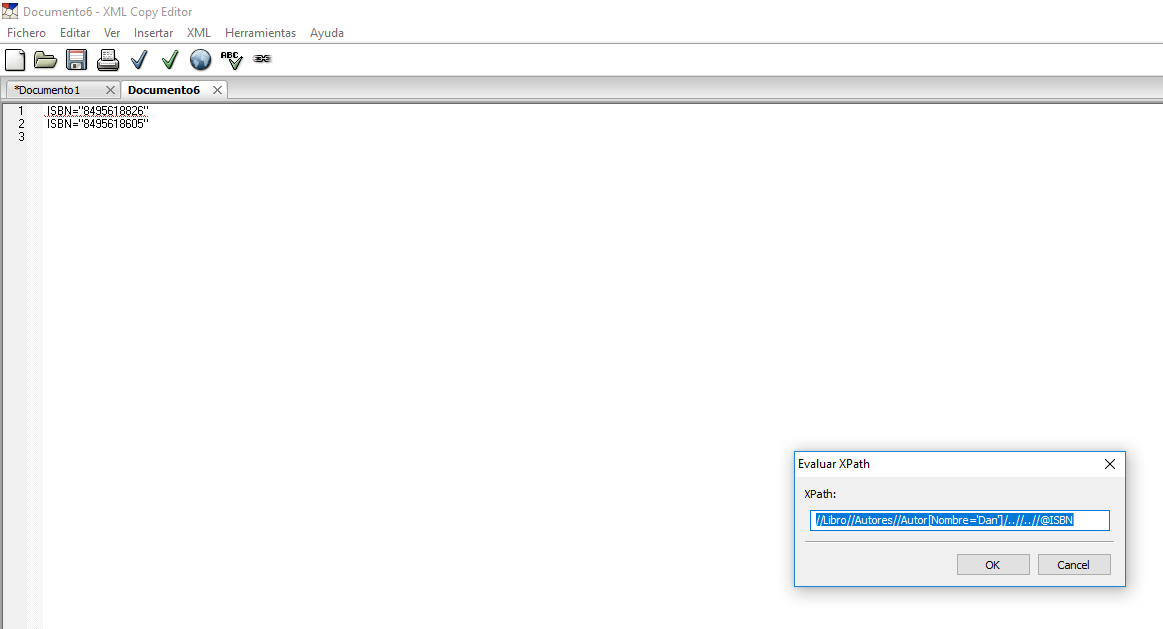 Documento6 - XML Copy Editor
Fichero Editar Ver Insertar XML Herramientas Ayuda
ABC
*Documento1 Documento6
1 ISBN="8495618826"
2 ISBN="8495618605"
3
Evaluar XPath
XPath:
//Libro//Autores//Autor[Nombre='Dan']/..//..//@ISBN
OK Cancel